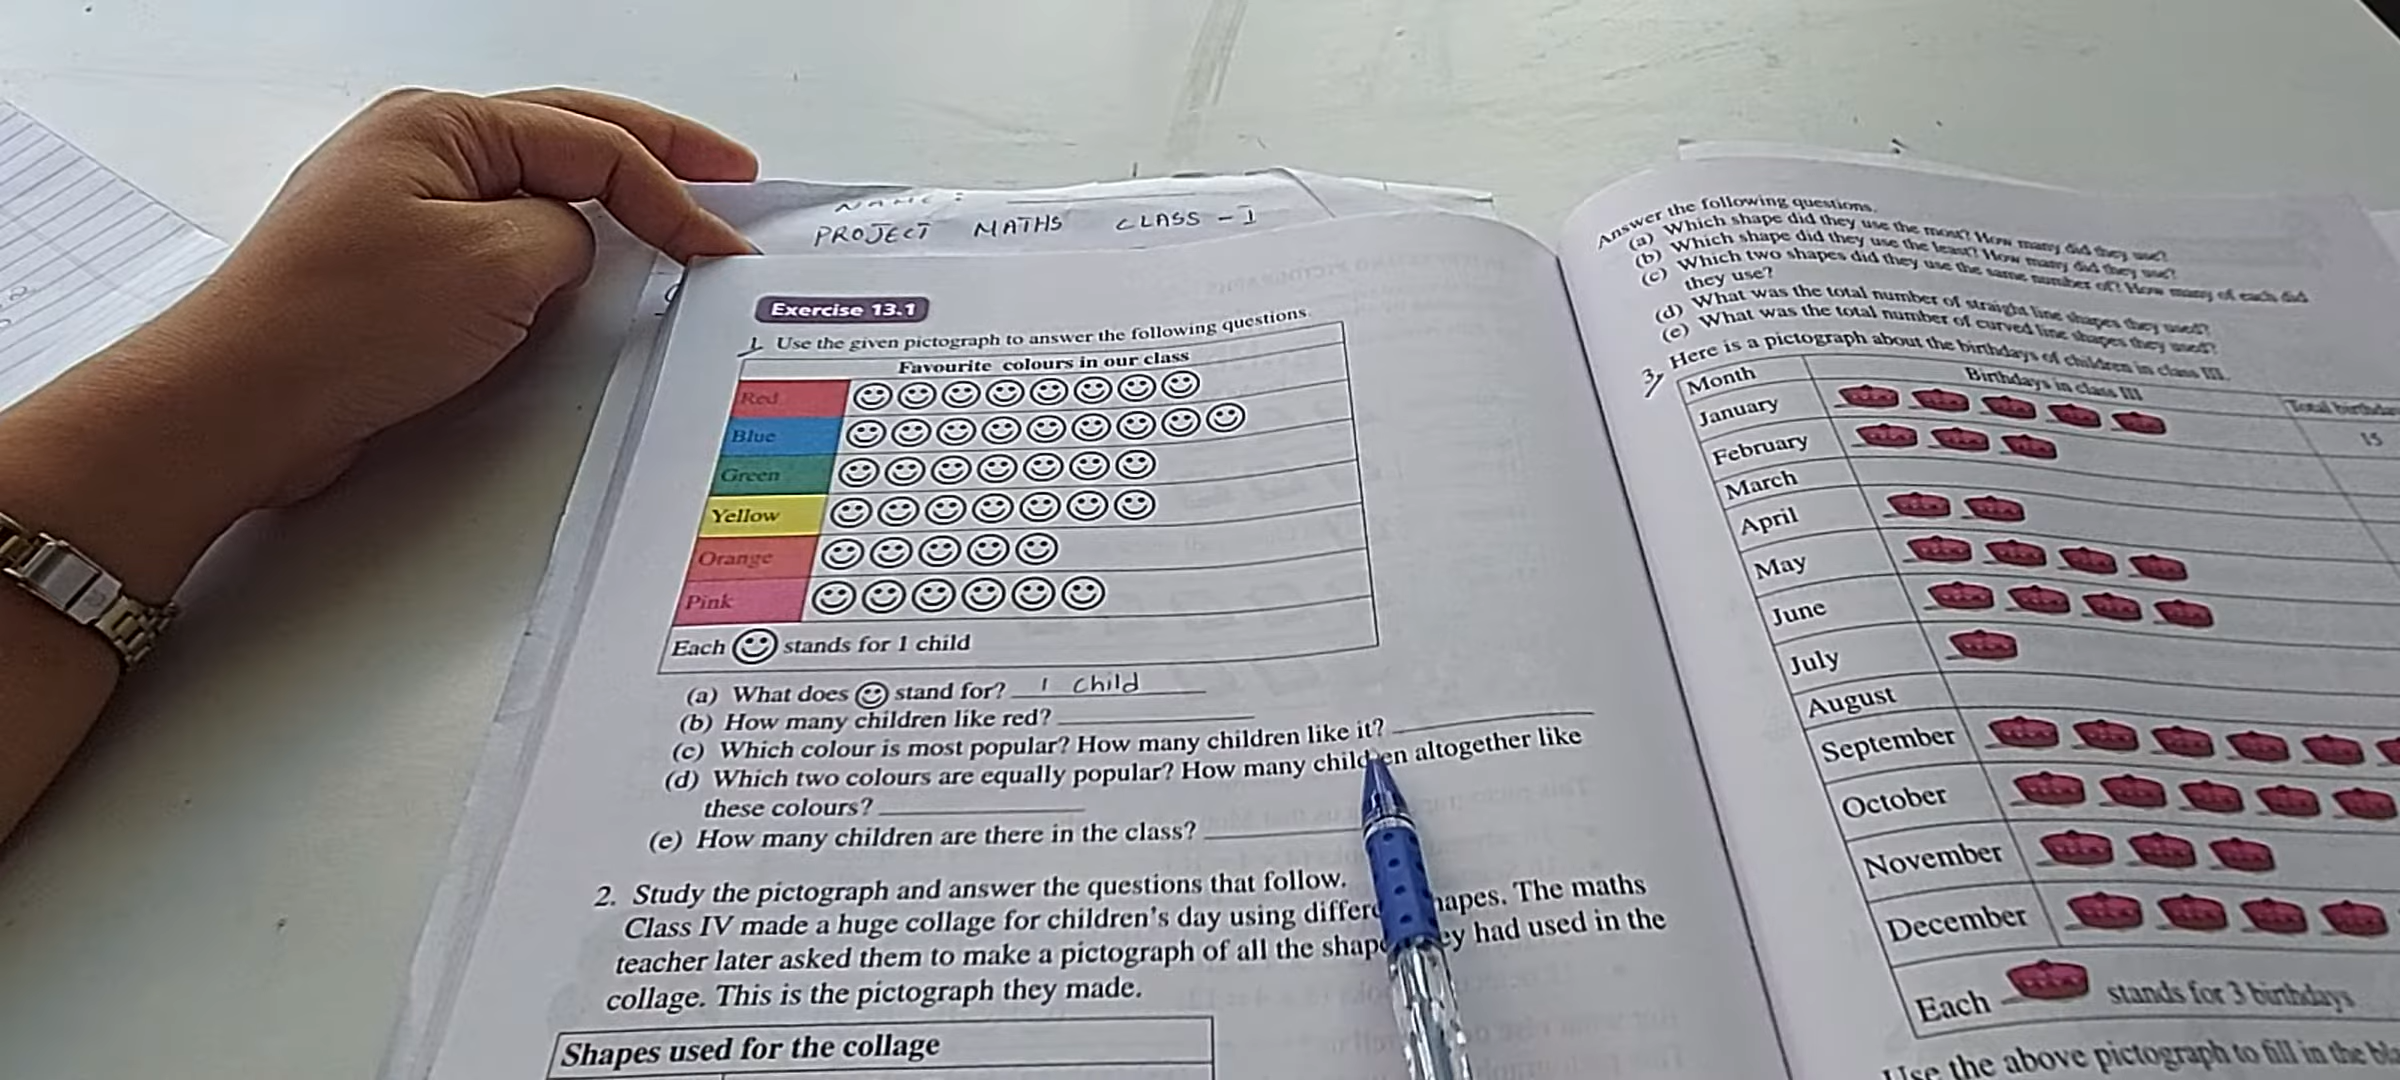 PROJECT MATHS CLASS - I
Exercise 13.1
1. Use the given pictograph to answer the following questions
Favourite colours in our class
Red
Blue
Green
Yellow
Orange
Pink
Each stands for 1 child
(a) What does stand for? 1 child
(b) How many children like red?
(c) Which colour is most popular? How many children like it?
(d) Which two colours are equally popular? How many children altogether like
these colours?
(e) How many children are there in the class?
2. Study the pictograph and answer the questions that follow.
Class IV made a huge collage for children's day using hapes. The maths
teacher later asked them to make a pictograph of all the had used in the
collage. This is the pictograph they made.
Shapes used for the collage
Answer the following questions.
(a) Which shape did they use the most? How many did they use?
(b) Which shape did they use the least? How many did they use?
(c) Which two shapes did they use the same number of? How many of each did
they use?
(d) What was the total number of straight line shapes they used?
(e) What was the total number of curved line shapes they used?
3. Here is a pictograph about the birthdays of children in class III.
Month Birthdays in class III Total
January 15
February
March
April
May
June
July
August
September
October
November
December
Each stands for 3 birthdays
Use the above pictograph to fill in the